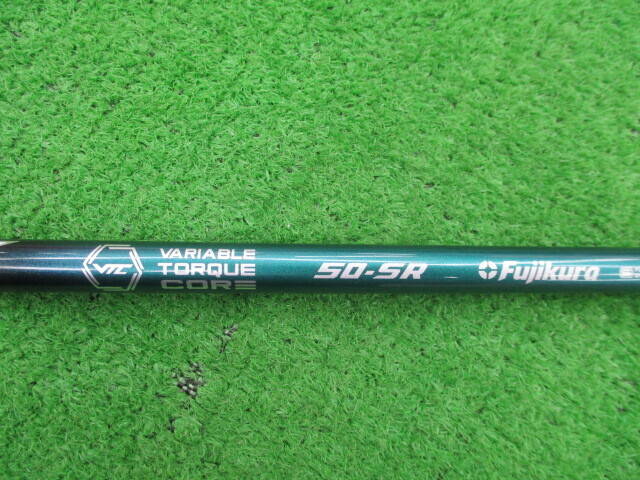 VTC
VARIABLE
TORQUE
CORE
50-SR
Fujikura